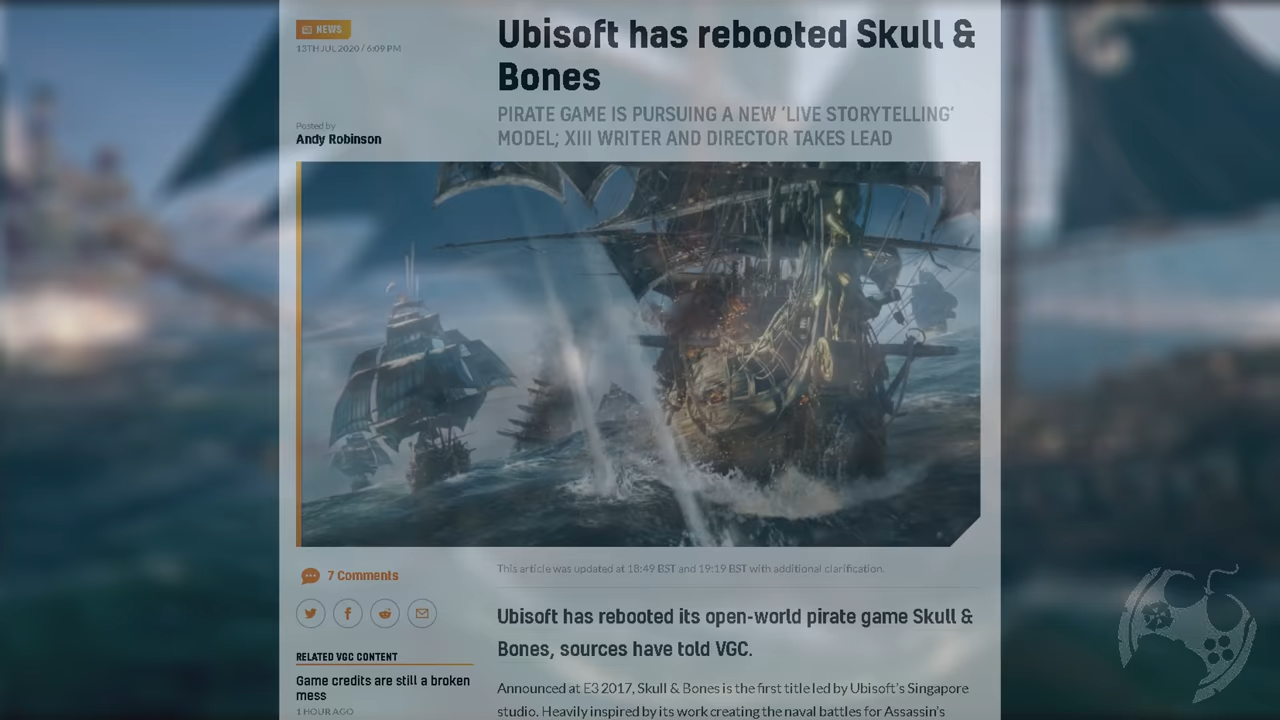 NEWS
13TH JUL 2020 / 6:09 PM
Posted by
Andy Robinson
Ubisoft has rebooted Skull &
Bones
PIRATE GAME IS PURSUING A NEW ‘LIVE STORYTELLING’
MODEL; XIII WRITER AND DIRECTOR TAKES LEAD
7 Comments
RELATED VGC CONTENT
Game credits are still a broken
mess
1 HOUR AGO
This article was updated at 18:49 BST and 19:19 BST with additional clarification.
Ubisoft has rebooted its open-world pirate game Skull &
Bones, sources have told VGC.
Announced at E3 2017, Skull & Bones is the first title led by Ubisoft’s Singapore
studio. Heavily inspired by its work creating the naval battles for Assassin’s